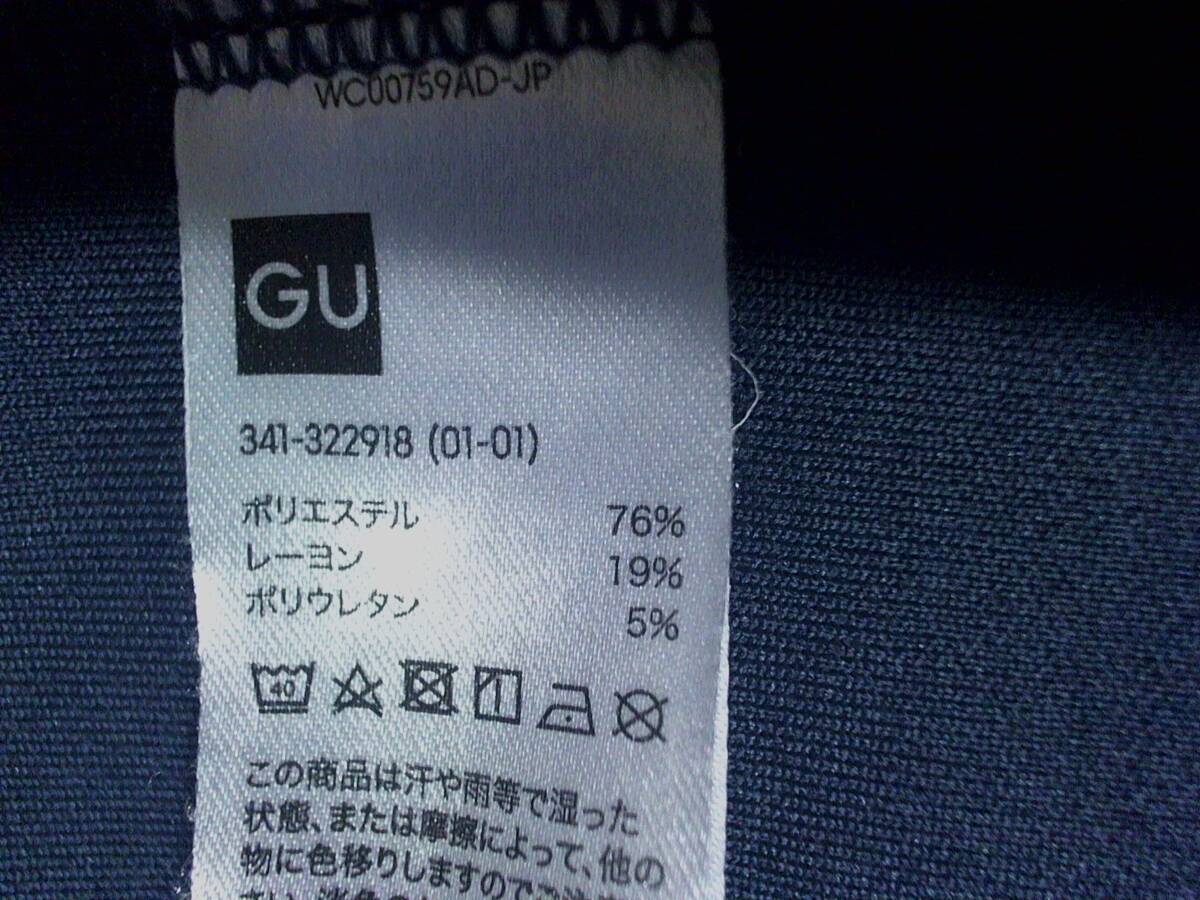 WC00759AD-JP
GU
341-322918 (01-01)
ポリエステル 76%
レーヨン 19%
ポリウレタン 5%
40
この商品は汗や雨等で湿った
状態、または摩擦によって、他の
物に色移りしますのでご注